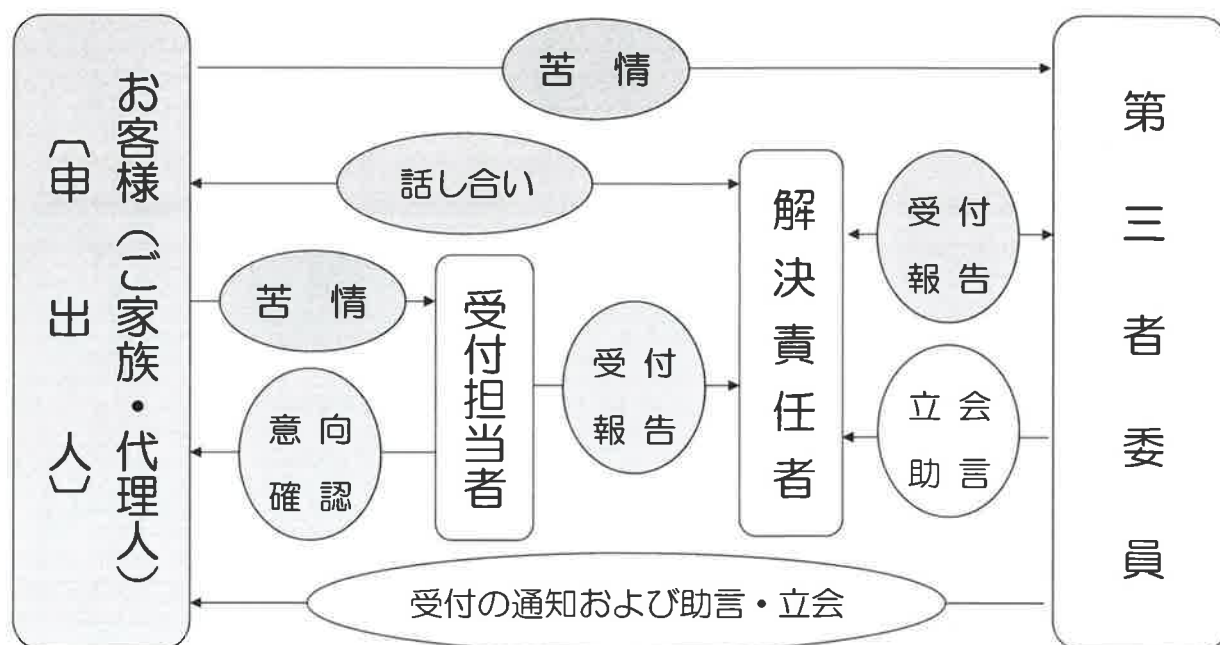 お客様（ご家族・代理人）
〔申出人〕
苦情
話し合い
苦情
意向
確認
受付担当者
受付
報告
解決責任者
受付
報告
立会
助言
第三者委員
受付の通知および助言・立会